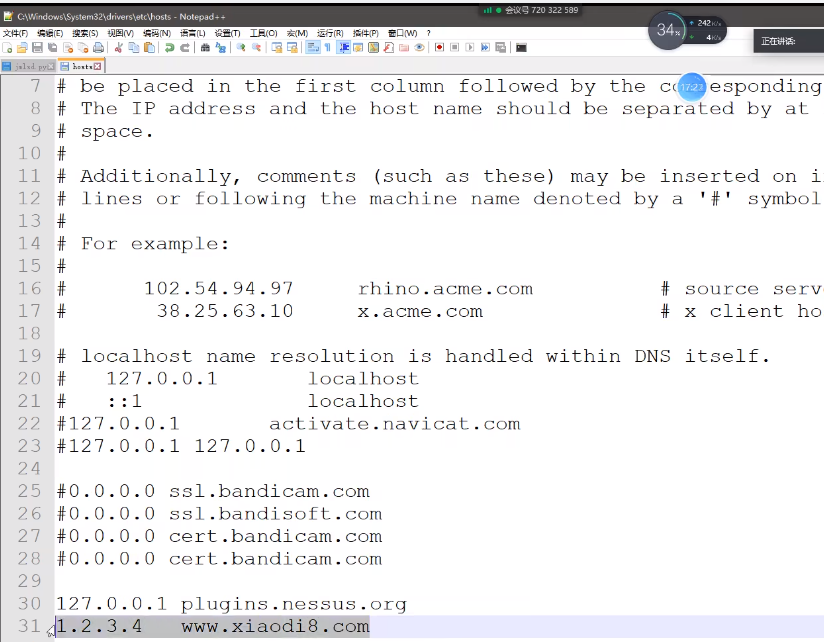 C:\Windows\System32\drivers\etc\hosts - Notepad++
会议号 720 322 589
文件(F) 编辑(E) 搜索(S) 视图(V) 编码(N) 语言(L) 设置(T) 工具(O) 宏(M) 运行(R) 插件(P) 窗口(W) ?
34%
242K/s
4K/s
正在讲话:
hosts
17:23
7 # be placed in the first column followed by the co esponding
8 # The IP address and the host name should be separated by at
9 # space.
10 #
11 # Additionally, comments (such as these) may be inserted on i
12 # lines or following the machine name denoted by a '#' symbol
13 #
14 # For example:
15 #
16 # 102.54.94.97 rhino.acme.com # source serv
17 # 38.25.63.10 x.acme.com # x client ho
18
19 # localhost name resolution is handled within DNS itself.
20 # 127.0.0.1 localhost
21 # ::1 localhost
22 #127.0.0.1 activate.navicat.com
23 #127.0.0.1 127.0.0.1
24
25 #0.0.0.0 ssl.bandicam.com
26 #0.0.0.0 ssl.bandisoft.com
27 #0.0.0.0 cert.bandicam.com
28 #0.0.0.0 cert.bandicam.com
29
30 127.0.0.1 plugins.nessus.org
31 1.2.3.4 www.xiaodi8.com